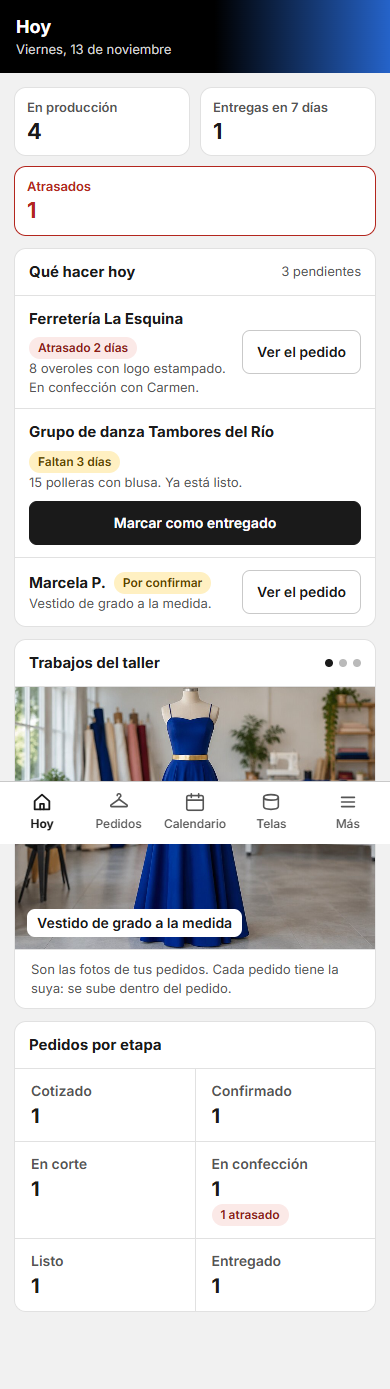 Hoy
Viernes, 13 de noviembre
En producción
4
Entregas en 7 días
1
Atrasados
1
Qué hacer hoy
3 pendientes
Ferretería La Esquina
Atrasado 2 días
8 overoles con logo estampado.
En confección con Carmen.
Ver el pedido
Grupo de danza Tambores del Río
Faltan 3 días
15 polleras con blusa. Ya está listo.
Marcar como entregado
Marcela P.
Por confirmar
Vestido de grado a la medida.
Ver el pedido
Trabajos del taller
Hoy
Pedidos
Calendario
Telas
Más
Vestido de grado a la medida
Son las fotos de tus pedidos. Cada pedido tiene la
suya: se sube dentro del pedido.
Pedidos por etapa
Cotizado
1
Confirmado
1
En corte
1
En confección
1
1 atrasado
Listo
1
Entregado
1